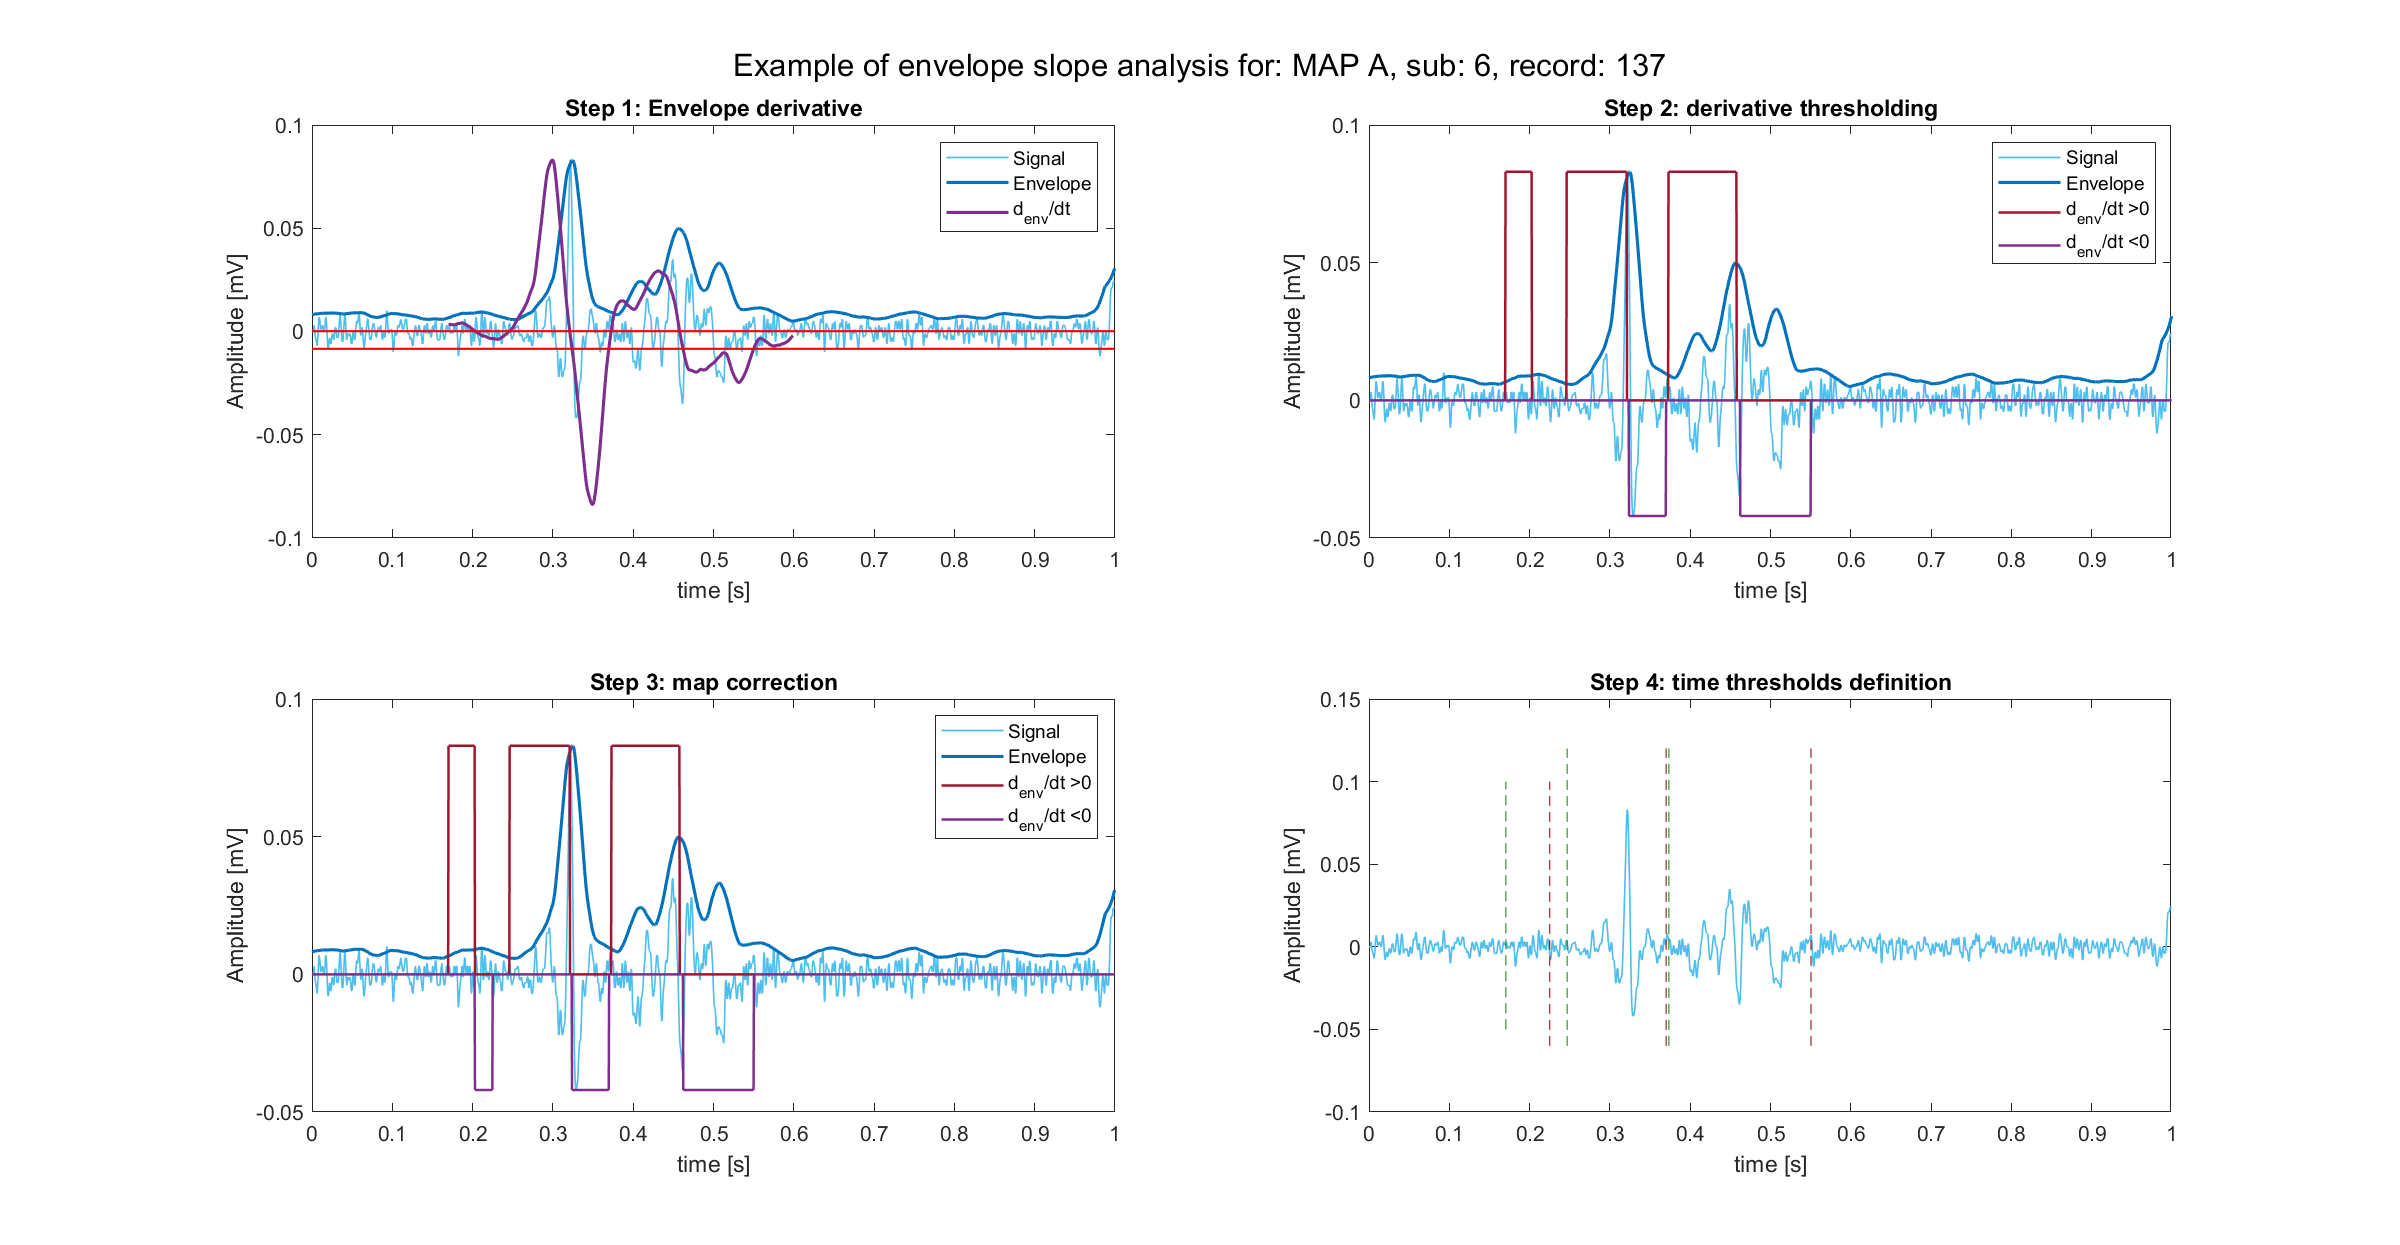 Example of envelope slope analysis for: MAP A, sub: 6, record: 137
Step 1: Envelope derivative
0.1
0.05
0
-0.05
-0.1
Amplitude [mV]
0 0.1 0.2 0.3 0.4 0.5 0.6 0.7 0.8 0.9 1
time [s]
Signal
Envelope
d_env/dt
Step 2: derivative thresholding
0.1
0.05
0
-0.05
Amplitude [mV]
0 0.1 0.2 0.3 0.4 0.5 0.6 0.7 0.8 0.9 1
time [s]
Signal
Envelope
d_env/dt >0
d_env/dt <0
Step 3: map correction
0.1
0.05
0
-0.05
Amplitude [mV]
0 0.1 0.2 0.3 0.4 0.5 0.6 0.7 0.8 0.9 1
time [s]
Signal
Envelope
d_env/dt >0
d_env/dt <0
Step 4: time thresholds definition
0.15
0.1
0.05
0
-0.05
-0.1
Amplitude [mV]
0 0.1 0.2 0.3 0.4 0.5 0.6 0.7 0.8 0.9 1
time [s]